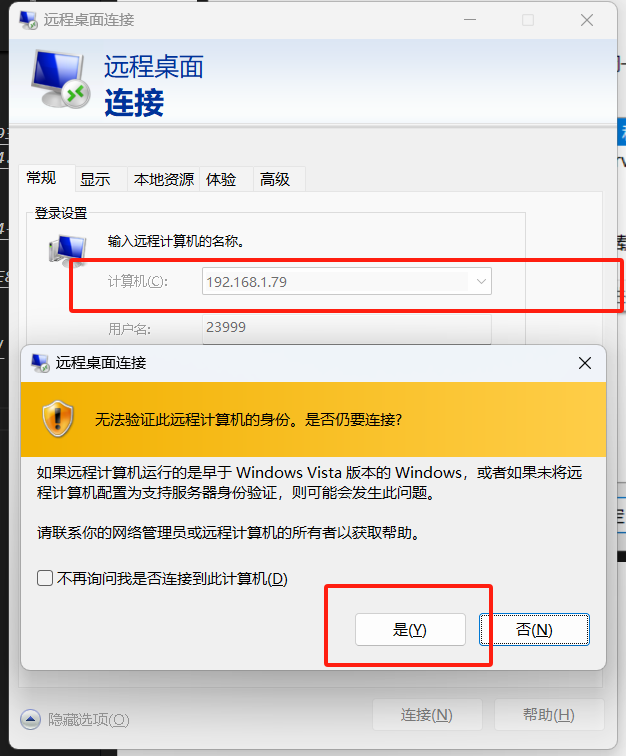 远程桌面连接
远程桌面
连接
常规 显示 本地资源 体验 高级
登录设置
输入远程计算机的名称。
计算机(C): 192.168.1.79
用户名: 23999
远程桌面连接
无法验证此远程计算机的身份。是否仍要连接?
如果远程计算机运行的是早于 Windows Vista 版本的 Windows，或者如果未将远
程计算机配置为支持服务器身份验证，则可能会发生此问题。
请联系你的网络管理员或远程计算机的所有者以获取帮助。
不再询问我是否连接到此计算机(D)
是(Y) 否(N)
隐藏选项(O) 连接(N) 帮助(H)